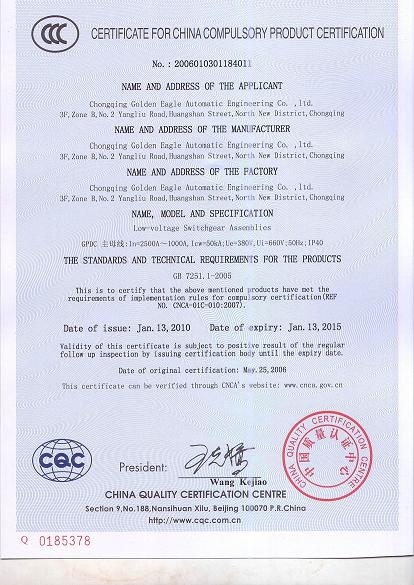 CCC
CERTIFICATE FOR CHINA COMPULSORY PRODUCT CERTIFICATION
No.: 2006010301184011
NAME AND ADDRESS OF THE APPLICANT
Chongqing Golden Eagle Automatic Engineering Co. ,ltd.
3F, Zone B, No.2 Yangliu Road, Huangshan Street, North New District, Chongqing
NAME AND ADDRESS OF THE MANUFACTURER
Chongqing Golden Eagle Automatic Engineering Co. ,ltd.
3F, Zone B, No.2 Yangliu Road, Huangshan Street, North New District, Chongqing
NAME AND ADDRESS OF THE FACTORY
Chongqing Golden Eagle Automatic Engineering Co. ,ltd.
3F, Zone B, No.2 Yangliu Road, Huangshan Street, North New District, Chongqing
NAME, MODEL AND SPECIFICATION
Low-voltage Switchgear Assemblies
GPDC 主母线: In=2500A～1000A, Icw=50kA; Ue=380V, Ui=660V; 50Hz; IP40
THE STANDARDS AND TECHNICAL REQUIREMENTS FOR THE PRODUCTS
GB 7251.1-2005
This is to certify that the above mentioned products have met the
requirements of implementation rules for compulsory certification(REF
NO. CNCA-01C-010:2007).
Date of issue: Jan.13, 2010 Date of expiry: Jan.13, 2015
Validity of this certificate is subject to positive result of the regular
follow up inspection by issuing certification body until the expiry date.
Date of original certification: May.25,2006
This certificate can be verified through CNCA's website: www.cnca.gov.cn
CQC
President:
Wang Kejiao
CHINA QUALITY CERTIFICATION CENTRE
中国质量认证中心
CHINA QUALITY CERTIFICATION CENTRE
Section 9, No.188, Nansihuan Xilu, Beijing 100070 P.R.China
http://www.cqc.com.cn
Q 0185378